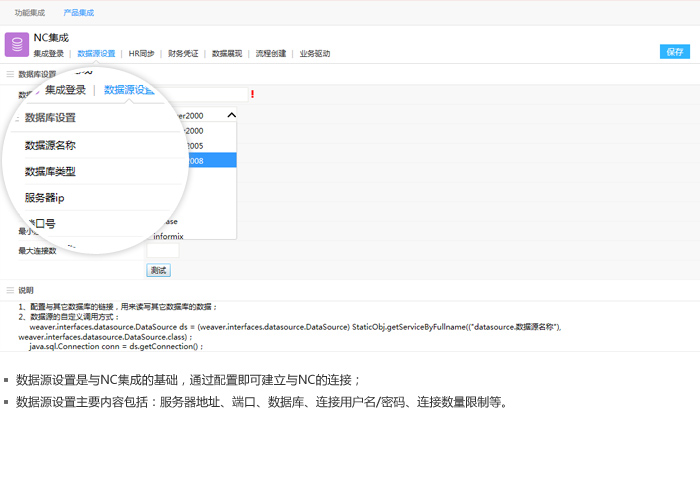 功能集成 产品集成
NC集成
集成登录 | 数据源设置 | HR同步 | 财务凭证 | 数据展现 | 流程创建 | 业务驱动
保存
数据库设置
集成登录 | 数据源设置
!
数据库设置
数据源名称
数据库类型
服务器ip
口号
2000
2005
2008
informix
最大连接数
测试
说明
1、配置与其它数据库的链接，用来读写其它数据库的数据；
2、数据源的自定义调用方式：
weaver.interfaces.datasource.DataSource ds = (weaver.interfaces.datasource.DataSource) StaticObj.getServiceByFullname(("datasource.数据源名称"),
weaver.interfaces.datasource.DataSource.class)；
java.sql.Connection conn = ds.getConnection()；
数据源设置是与NC集成的基础，通过配置即可建立与NC的连接；
数据源设置主要内容包括：服务器地址、端口、数据库、连接用户名/密码、连接数量限制等。